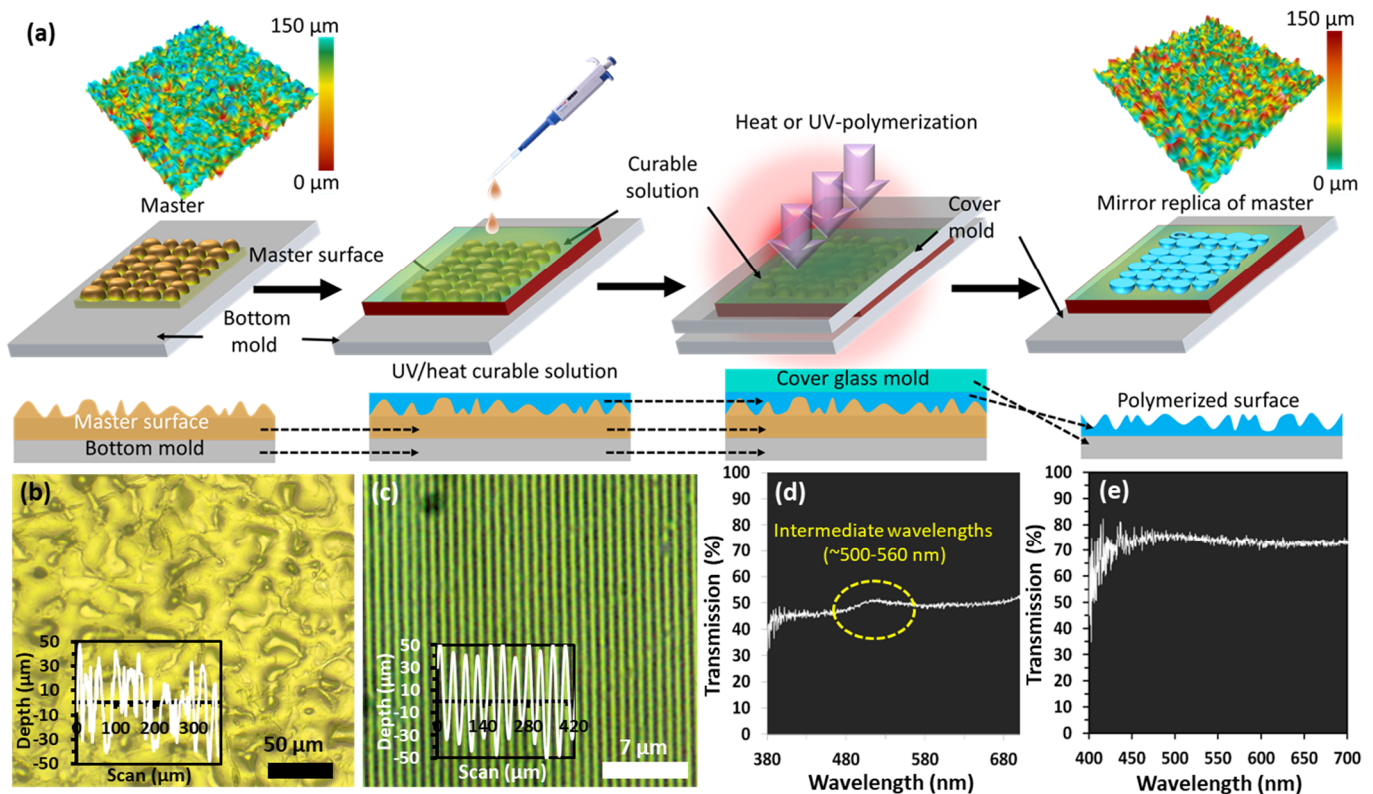 (a)
150 µm
0 µm
150 µm
0 µm
Heat or UV-polymerization
Curable
solution
Cover
mold
Master
Mirror replica of master
Master surface
Bottom
mold
UV/heat curable solution
Cover glass mold
Polymerized surface
Master surface
Bottom mold
(b)
50
30
10
-10
-30
-50
Depth (µm)
0 100 200 300
Scan (µm)
50 µm
(c)
50
30
10
-10
-30
-50
Depth (µm)
0 140 280 420
Scan (µm)
7 µm
(d)
100
90
80
70
60
50
40
30
20
10
0
Transmission (%)
Intermediate wavelengths
(~500-560 nm)
380 480 580 680
Wavelength (nm)
(e)
100
90
80
70
60
50
40
30
20
10
0
Transmission (%)
400 450 500 550 600 650 700
Wavelength (nm)